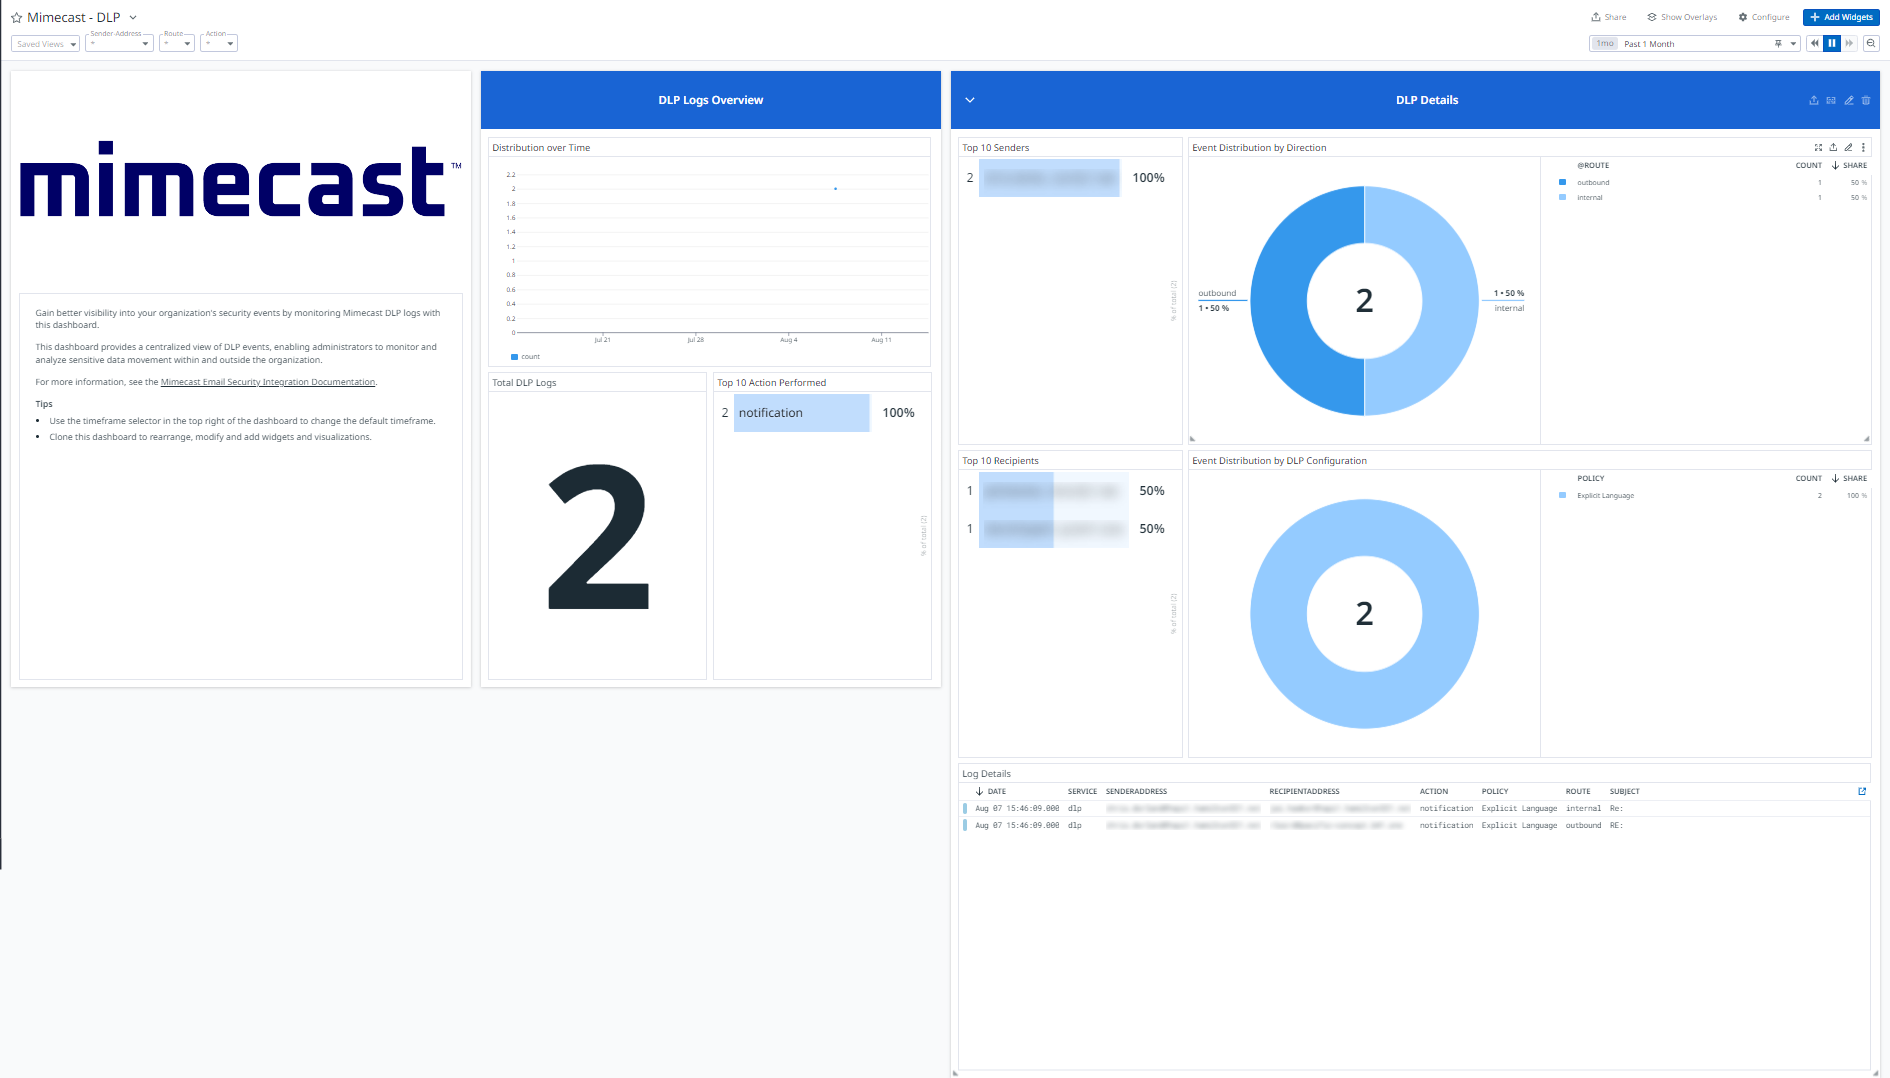 Mimecast - DLP
Share
Show Overlays
Configure
Add Widgets
Saved Views
Sender-Address
*
Route
*
Action
*
1mo Past 1 Month
mimecast™
Gain better visibility into your organization's security events by monitoring Mimecast DLP logs with
this dashboard.
This dashboard provides a centralized view of DLP events, enabling administrators to monitor and
analyze sensitive data movement within and outside the organization.
For more information, see the Mimecast Email Security Integration Documentation.
Tips
• Use the timeframe selector in the top right of the dashboard to change the default timeframe.
• Clone this dashboard to rearrange, modify and add widgets and visualizations.
DLP Logs Overview
Distribution over Time
2.2
2
1.8
1.6
1.4
1.2
1
0.8
0.6
0.4
0.2
0
Jul 21 Jul 28 Aug 4 Aug 11
count
Total DLP Logs
2
Top 10 Action Performed
2 notification 100%
% of total (2)
DLP Details
Top 10 Senders
2 100%
% of total (2)
Event Distribution by Direction
outbound
1 • 50 %
2
1 • 50 %
internal
@ROUTE COUNT SHARE
outbound 1 50 %
internal 1 50 %
Top 10 Recipients
1 50%
1 50%
% of total (2)
Event Distribution by DLP Configuration
2
POLICY COUNT SHARE
Explicit Language 2 100 %
Log Details
DATE SERVICE SENDERADDRESS RECIPIENTADDRESS ACTION POLICY ROUTE SUBJECT
Aug 07 15:46:09.000 dlp notification Explicit Language internal Re:
Aug 07 15:46:09.000 dlp notification Explicit Language outbound RE: